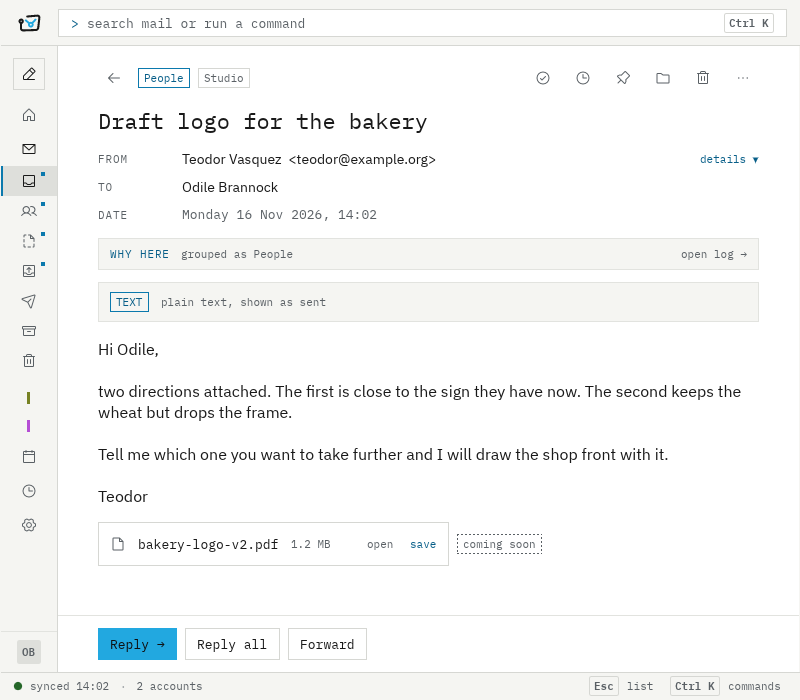 > search mail or run a command Ctrl K
People Studio
Draft logo for the bakery
FROM Teodor Vasquez <teodor@example.org> details ▾
TO Odile Brannock
DATE Monday 16 Nov 2026, 14:02
WHY HERE grouped as People open log →
TEXT plain text, shown as sent
Hi Odile,
two directions attached. The first is close to the sign they have now. The second keeps the
wheat but drops the frame.
Tell me which one you want to take further and I will draw the shop front with it.
Teodor
bakery-logo-v2.pdf 1.2 MB open save coming soon
Reply → Reply all Forward
OB
synced 14:02 · 2 accounts Esc list Ctrl K commands